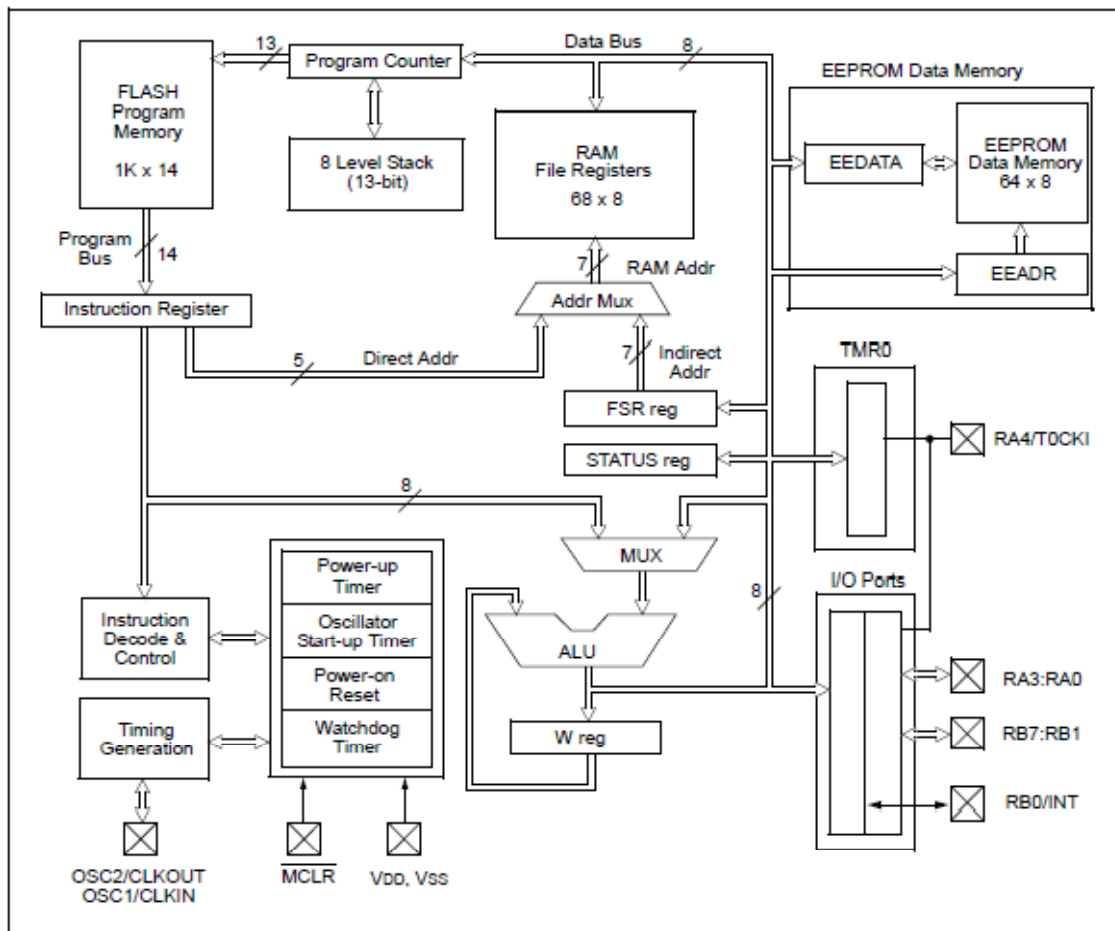 13
Program Counter
Data Bus
8
EEPROM Data Memory
FLASH
Program
Memory
1K x 14
8 Level Stack
(13-bit)
RAM
File Registers
68 x 8
EEDATA
EEPROM
Data Memory
64 x 8
EEADR
Program
Bus
14
7
RAM Addr
Addr Mux
Instruction Register
5
Direct Addr
7
Indirect
Addr
FSR reg
STATUS reg
TMR0
RA4/T0CKI
8
MUX
8
I/O Ports
Power-up
Timer
Oscillator
Start-up Timer
Power-on
Reset
Watchdog
Timer
Instruction
Decode &
Control
Timing
Generation
ALU
W reg
RA3:RA0
RB7:RB1
RB0/INT
OSC2/CLKOUT
OSC1/CLKIN
MCLR
VDD, VSS